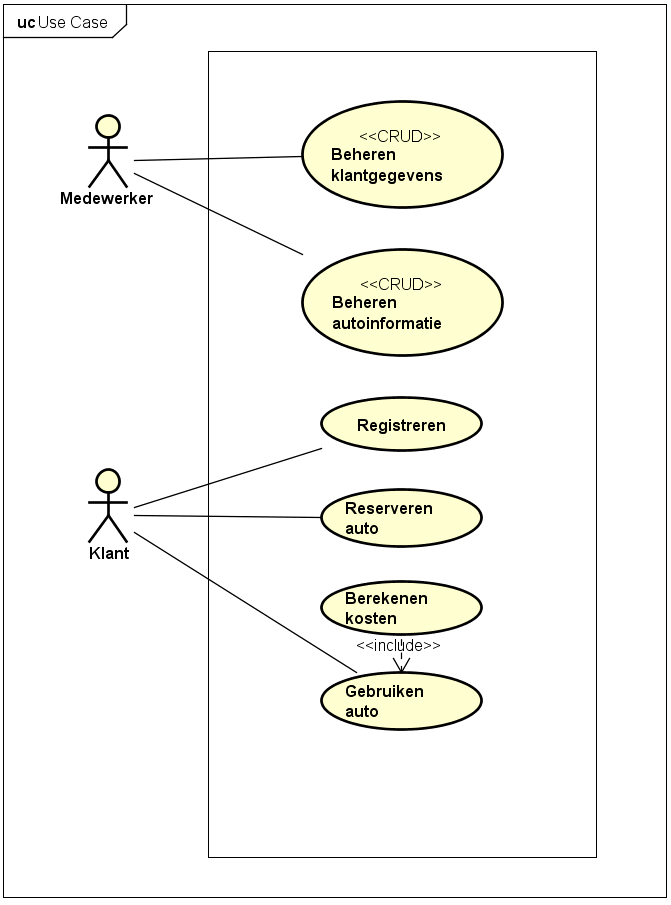 uc Use Case
<<CRUD>>
Beheren
klantgegevens
Medewerker
<<CRUD>>
Beheren
autoinformatie
Registreren
Reserveren
auto
Klant
Berekenen
kosten
<<include>>
Gebruiken
auto